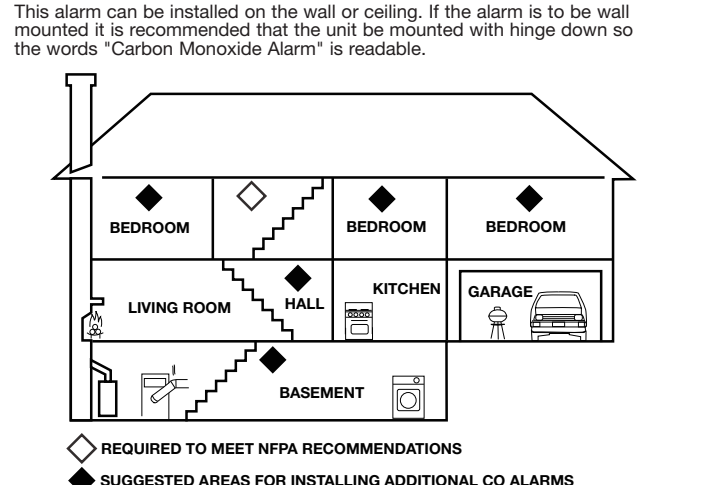 This alarm can be installed on the wall or ceiling. If the alarm is to be wall
mounted it is recommended that the unit be mounted with hinge down so
the words "Carbon Monoxide Alarm" is readable.
BEDROOM
BEDROOM
BEDROOM
LIVING ROOM
HALL
KITCHEN
GARAGE
BASEMENT
REQUIRED TO MEET NFPA RECOMMENDATIONS
SUGGESTED AREAS FOR INSTALLING ADDITIONAL CO ALARMS